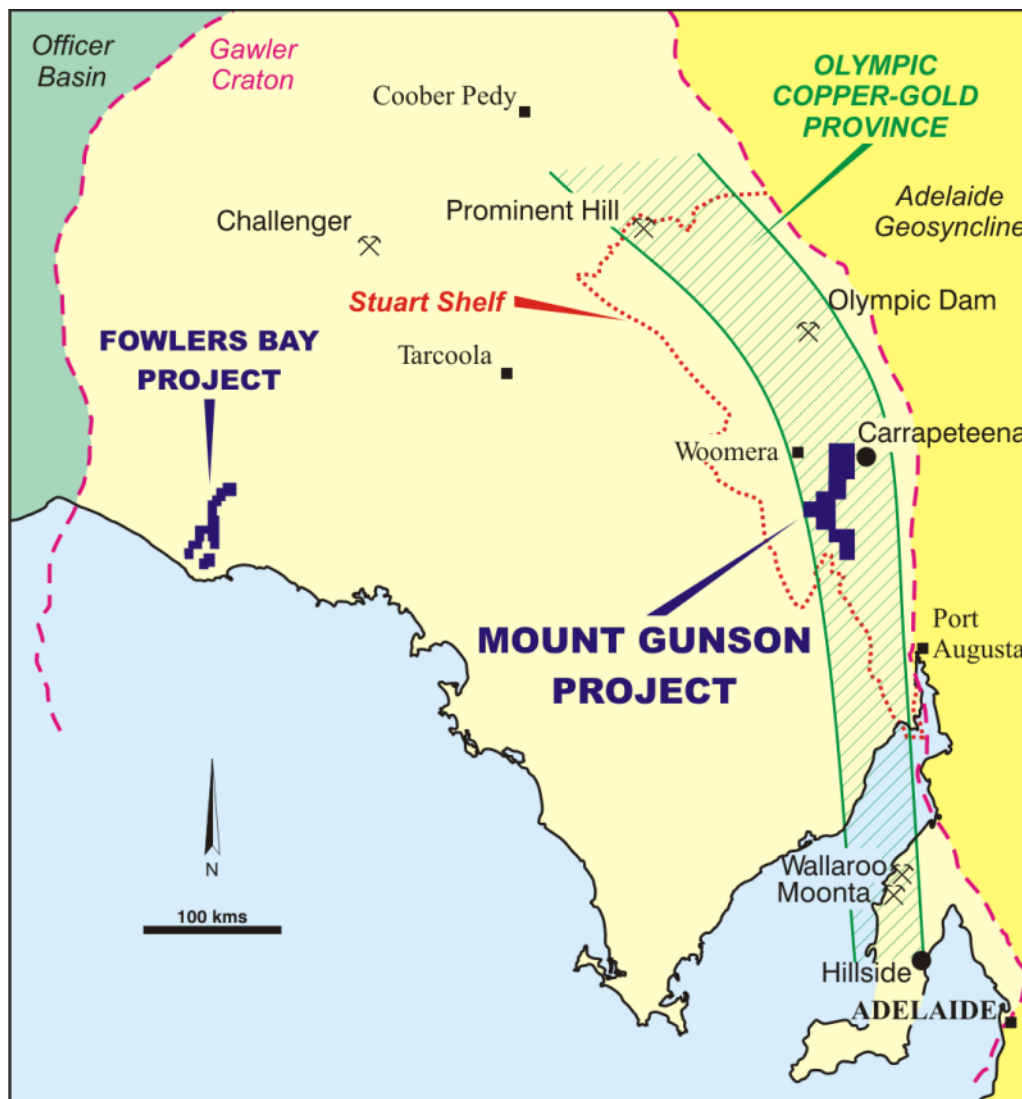 Officer
Basin
Gawler
Craton
Coober Pedy
OLYMPIC
COPPER-GOLD
PROVINCE
Adelaide
Geosyncline
Challenger
Prominent Hill
Stuart Shelf
Olympic Dam
FOWLERS BAY
PROJECT
Tarcoola
Woomera
Carrapeteena
MOUNT GUNSON
PROJECT
Port
Augusta
N
100 kms
Wallaroo
Moonta
Hillside
ADELAIDE